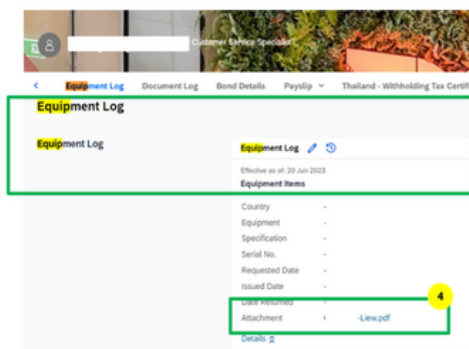 Customer Service Specialist
Equipment Log Document Log Bond Details Payslip Thailand - Withholding Tax Certifi
Equipment Log
Equipment Log
Equipment Log
Effective as of: 20 Jun 2023
Equipment Items
Country -
Equipment -
Specification -
Serial No. -
Requested Date -
Issued Date -
Date Returned -
4
Attachment -Liew.pdf
Details